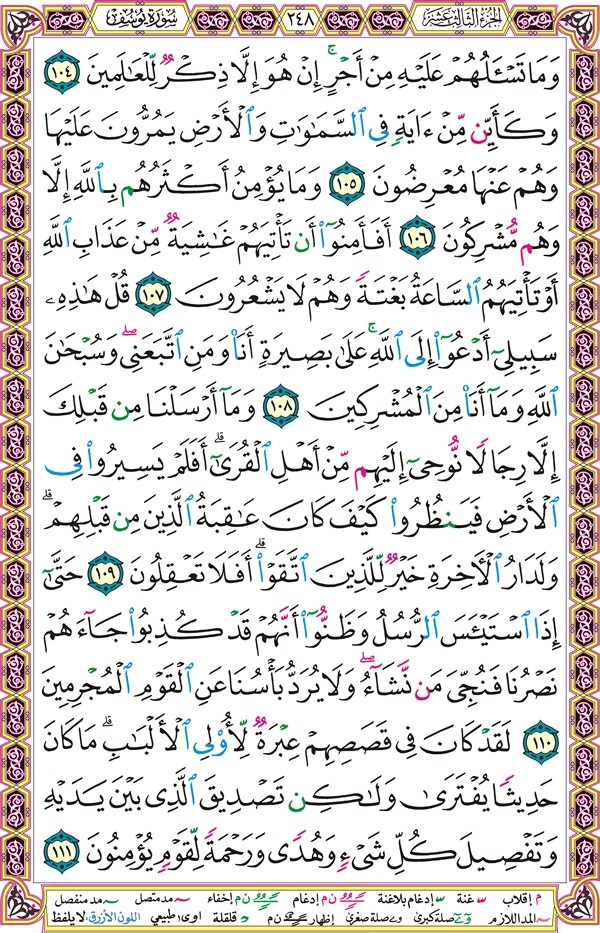 الجزء الثالث عشر
٢٤٨
سورة يوسف
وَمَا تَسْـَٔلُهُمْ عَلَيْهِ مِنْ أَجْرٍ ۚ إِنْ هُوَ إِلَّا ذِكْرٌ لِّلْعَٰلَمِينَ ١٠٤
وَكَأَيِّن مِّنْ ءَايَةٍ فِى ٱلسَّمَٰوَٰتِ وَٱلْأَرْضِ يَمُرُّونَ عَلَيْهَا
وَهُمْ عَنْهَا مُعْرِضُونَ ١٠٥ وَمَا يُؤْمِنُ أَكْثَرُهُم بِٱللَّهِ إِلَّا
وَهُم مُّشْرِكُونَ ١٠٦ أَفَأَمِنُوٓا۟ أَن تَأْتِيَهُمْ غَٰشِيَةٌ مِّنْ عَذَابِ ٱللَّهِ
أَوْ تَأْتِيَهُمُ ٱلسَّاعَةُ بَغْتَةً وَهُمْ لَا يَشْعُرُونَ ١٠٧ قُلْ هَٰذِهِۦ
سَبِيلِىٓ أَدْعُوٓا۟ إِلَى ٱللَّهِ ۚ عَلَىٰ بَصِيرَةٍ أَنَا۠ وَمَنِ ٱتَّبَعَنِى ۖ وَسُبْحَٰنَ
ٱللَّهِ وَمَآ أَنَا۠ مِنَ ٱلْمُشْرِكِينَ ١٠٨ وَمَآ أَرْسَلْنَا مِن قَبْلِكَ
إِلَّا رِجَالًا نُّوحِىٓ إِلَيْهِم مِّنْ أَهْلِ ٱلْقُرَىٰٓ ۗ أَفَلَمْ يَسِيرُوا۟ فِى
ٱلْأَرْضِ فَيَنظُرُوا۟ كَيْفَ كَانَ عَٰقِبَةُ ٱلَّذِينَ مِن قَبْلِهِمْ ۗ
وَلَدَارُ ٱلْءَاخِرَةِ خَيْرٌ لِّلَّذِينَ ٱتَّقَوْا۟ ۗ أَفَلَا تَعْقِلُونَ ١٠٩ حَتَّىٰٓ
إِذَا ٱسْتَيْـَٔسَ ٱلرُّسُلُ وَظَنُّوٓا۟ أَنَّهُمْ قَدْ كُذِبُوا۟ جَآءَهُمْ
نَصْرُنَا فَنُجِّىَ مَن نَّشَآءُ ۖ وَلَا يُرَدُّ بَأْسُنَا عَنِ ٱلْقَوْمِ ٱلْمُجْرِمِينَ
١١٠ لَقَدْ كَانَ فِى قَصَصِهِمْ عِبْرَةٌ لِّأُو۟لِى ٱلْأَلْبَٰبِ ۗ مَا كَانَ
حَدِيثًا يُفْتَرَىٰ وَلَٰكِن تَصْدِيقَ ٱلَّذِى بَيْنَ يَدَيْهِ
وَتَفْصِيلَ كُلِّ شَىْءٍ وَهُدًى وَرَحْمَةً لِّقَوْمٍ يُؤْمِنُونَ ١١١
م إقلاب غنة إدغام بلاغنة ن م إدغام ن م إخفاء مد متصل مد منفصل
المد اللازم صلة كبرى صلة صغرى إظهار ن م قلقلة اوى طبيعي اللون الأزرق: لا يلفظ